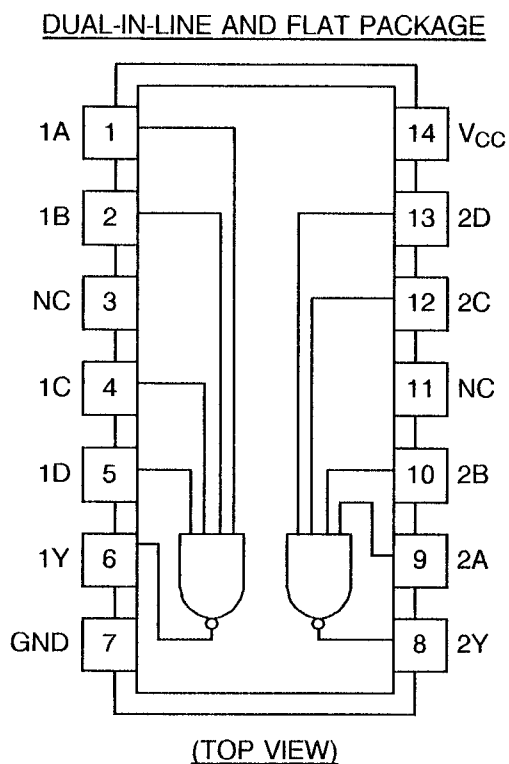 DUAL-IN-LINE AND FLAT PACKAGE
1A 1 14 VCC
1B 2 13 2D
NC 3 12 2C
1C 4 11 NC
1D 5 10 2B
1Y 6 9 2A
GND 7 8 2Y
(TOP VIEW)